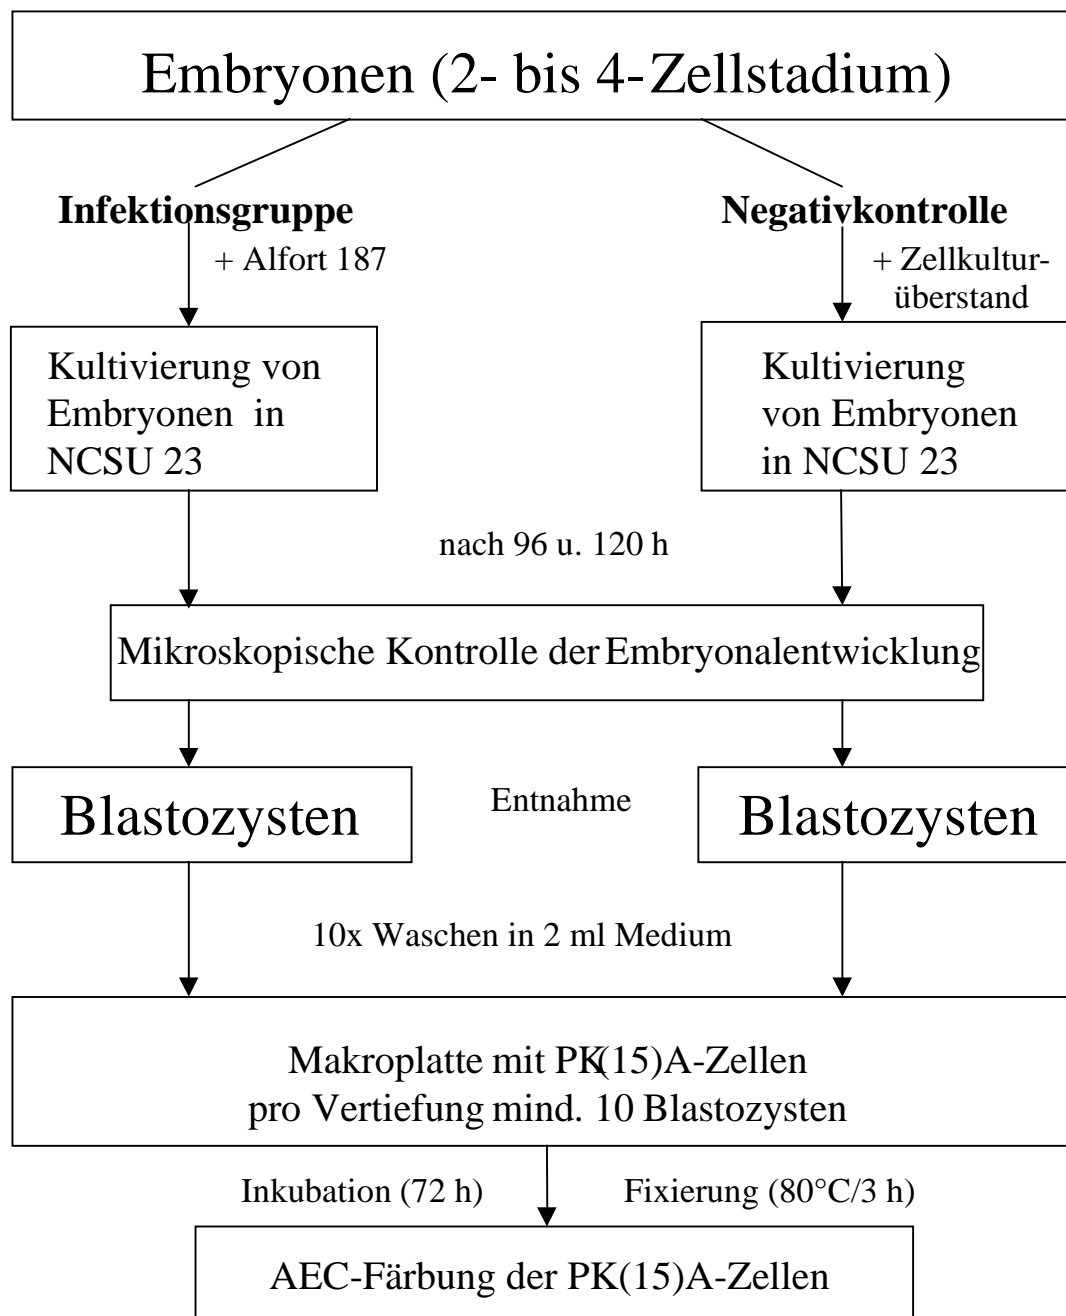 Embryonen (2- bis 4-Zellstadium)
Infektionsgruppe
+ Alfort 187
Negativkontrolle
+ Zellkultur-
überstand
Kultivierung von
Embryonen in
NCSU 23
Kultivierung
von Embryonen
in NCSU 23
nach 96 u. 120 h
Mikroskopische Kontrolle der Embryonalentwicklung
Blastozysten
Entnahme
Blastozysten
10x Waschen in 2 ml Medium
Makroplatte mit PK(15)A-Zellen
pro Vertiefung mind. 10 Blastozysten
Inkubation (72 h)
Fixierung (80°C/3 h)
AEC-Färbung der PK(15)A-Zellen